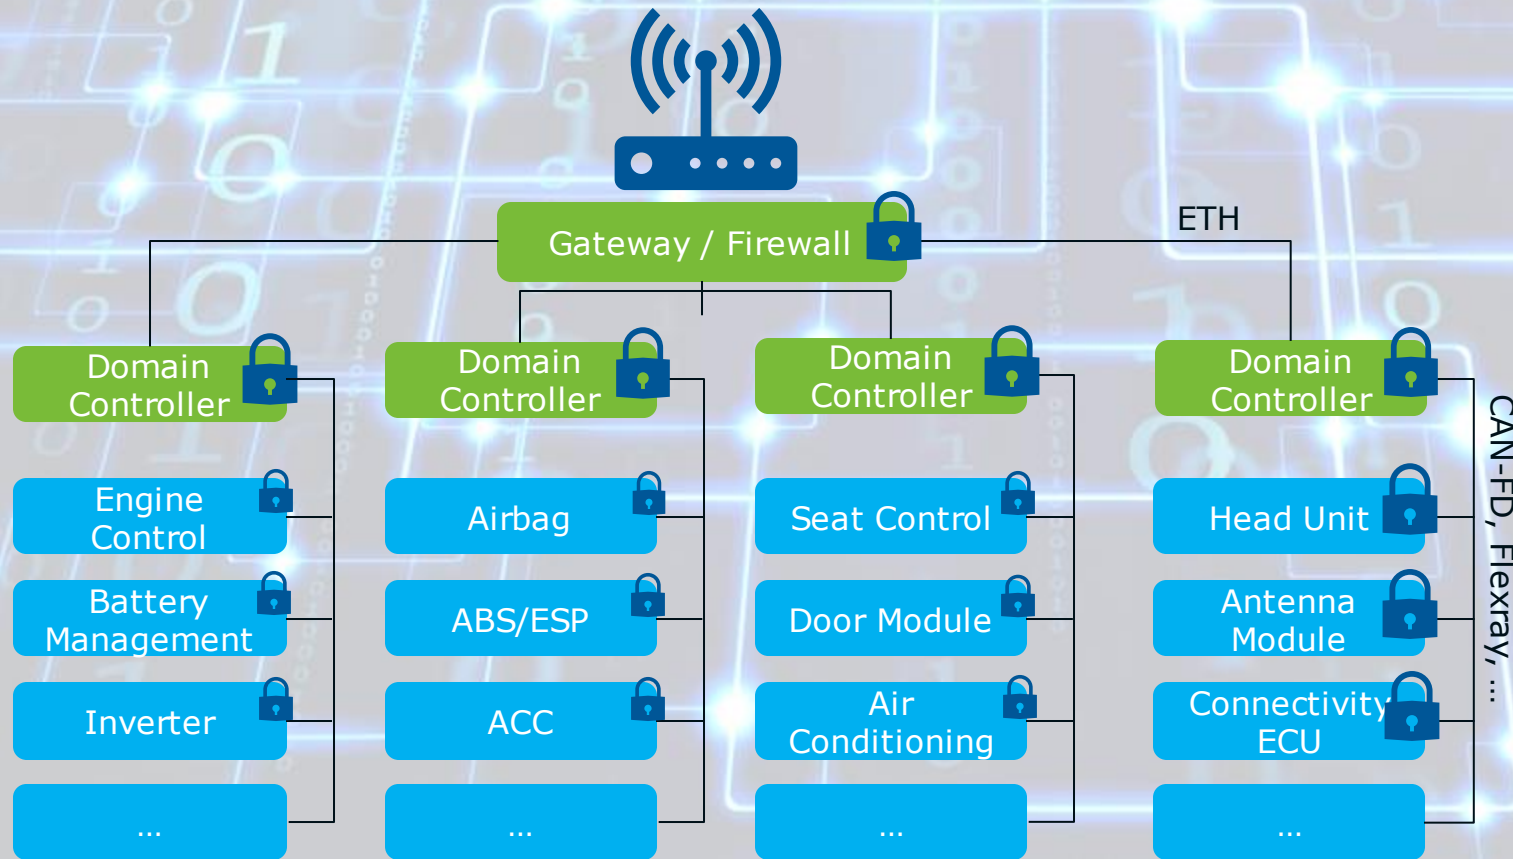 Gateway / Firewall
ETH
Domain
Controller
Domain
Controller
Domain
Controller
Domain
Controller
CAN-FD, Flexray, ...
Engine
Control
Airbag
Seat Control
Head Unit
Battery
Management
ABS/ESP
Door Module
Antenna
Module
Inverter
ACC
Air
Conditioning
Connectivity
ECU
...
...
...
...